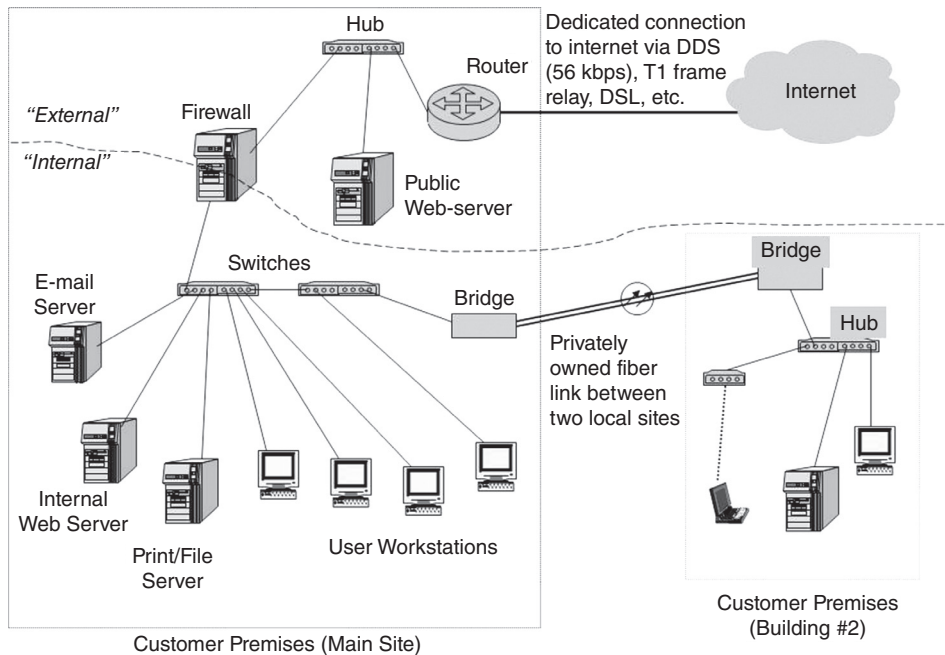 Hub
Dedicated connection
to internet via DDS
(56 kbps), T1 frame
relay, DSL, etc.
Router
Internet
“External”
Firewall
“Internal”
Public
Web-server
Switches
Bridge
E-mail
Server
Bridge
Hub
Privately
owned fiber
link between
two local sites
Internal
Web Server
User Workstations
Print/File
Server
Customer Premises
(Building #2)
Customer Premises (Main Site)